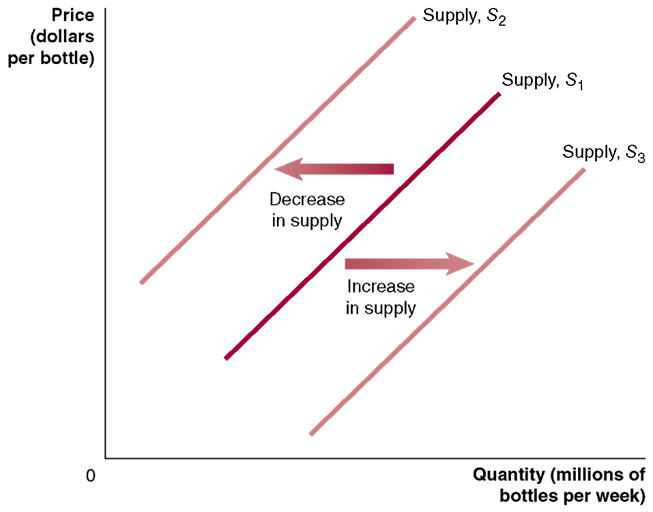 Price
(dollars
per bottle)
Supply, S2
Supply, S1
Supply, S3
Decrease
in supply
Increase
in supply
0
Quantity (millions of
bottles per week)